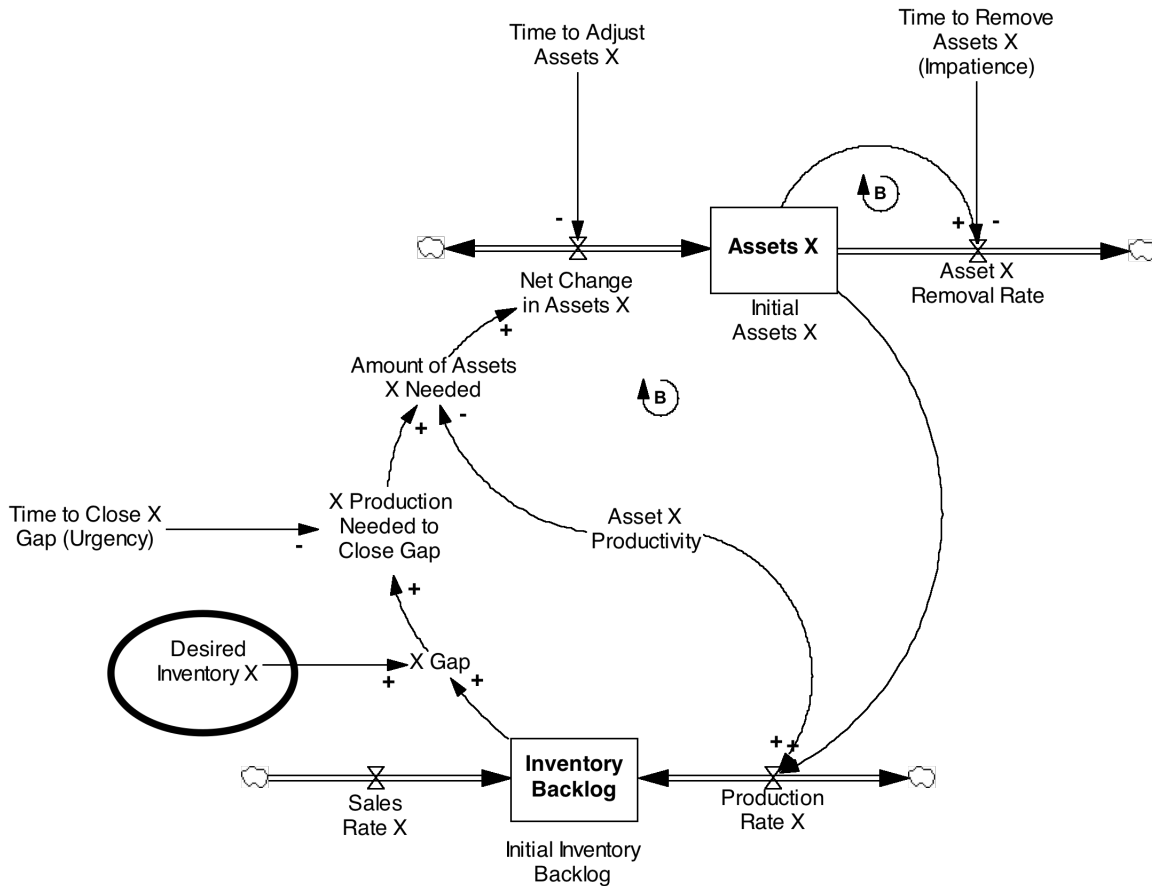 Time to Adjust
Assets X
Time to Remove
Assets X
(Impatience)
B
-
+
-
Assets X
Net Change
in Assets X
Initial
Assets X
Asset X
Removal Rate
+
Amount of Assets
X Needed
B
+
-
Time to Close X
Gap (Urgency)
-
X Production
Needed to
Close Gap
Asset X
Productivity
+
Desired
Inventory X
+
X Gap
+
Inventory
Backlog
+
+
Sales
Rate X
Production
Rate X
Initial Inventory
Backlog